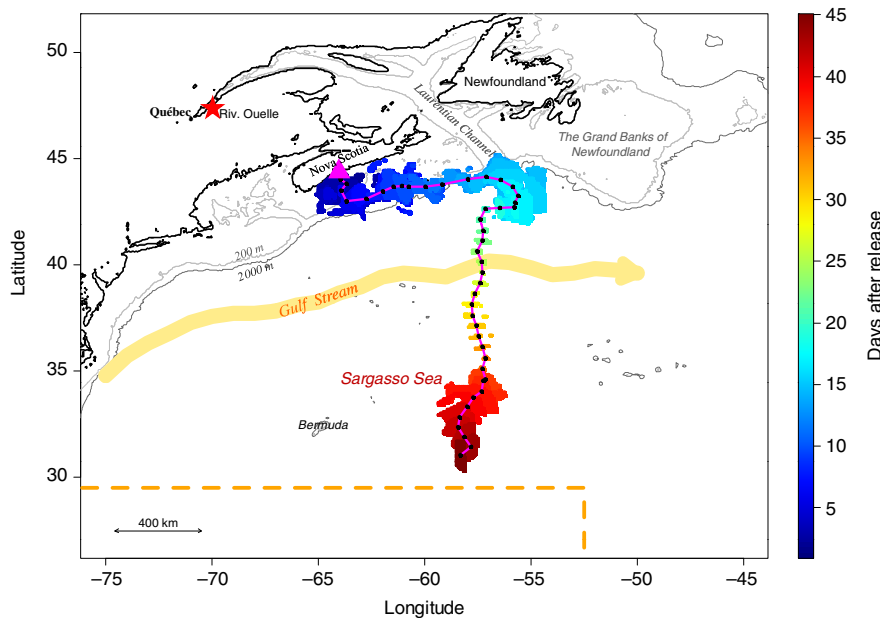 50
45
40
35
30
Latitude
−75
−70
−65
−60
−55
−50
−45
Longitude
Québec
Riv. Ouelle
Newfoundland
Laurentian Channel
The Grand Banks of
Newfoundland
Nova Scotia
200 m
2 000 m
Gulf Stream
Sargasso Sea
Bermuda
400 km
45
40
35
30
25
20
15
10
5
Days after release